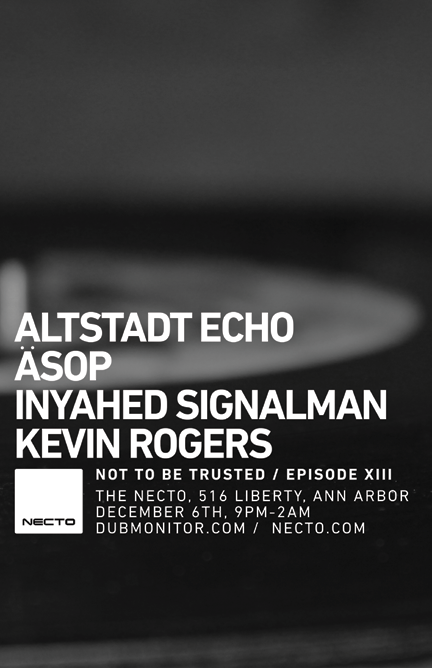 ALTSTADT ECHO
ÄSOP
INYAHED SIGNALMAN
KEVIN ROGERS
NOT TO BE TRUSTED / EPISODE XIII
THE NECTO, 516 LIBERTY, ANN ARBOR
DECEMBER 6TH, 9PM-2AM
DUBMONITOR.COM / NECTO.COM
NECTO